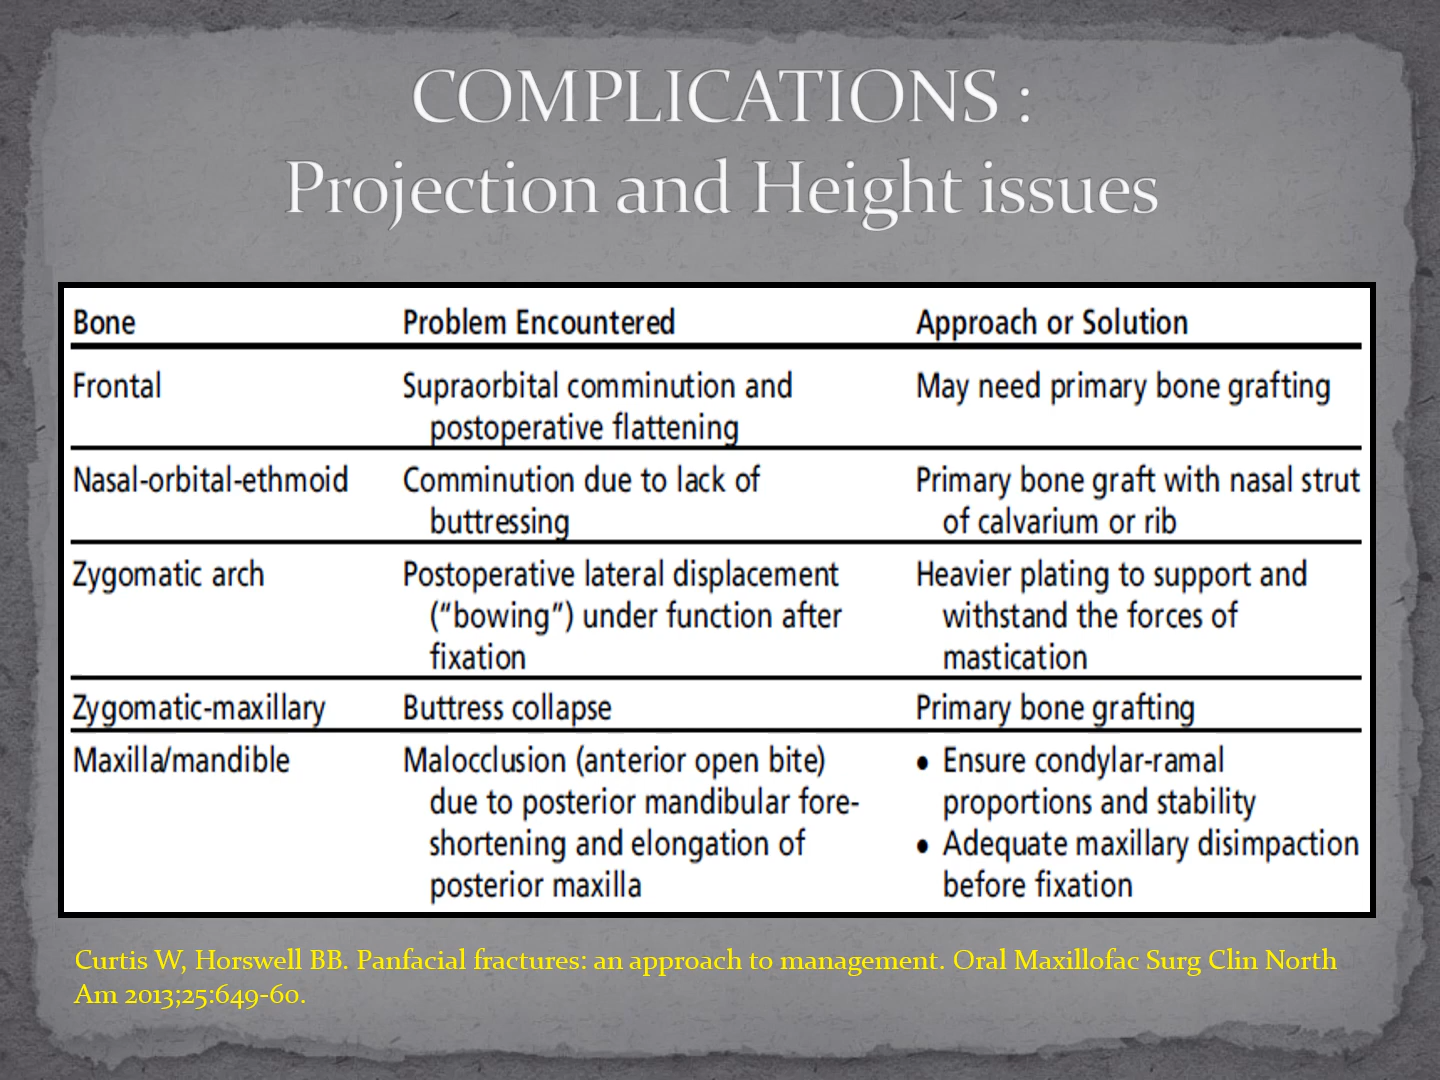 COMPLICATIONS :
Projection and Height issues
Bone Problem Encountered Approach or Solution
Frontal Supraorbital comminution and May need primary bone grafting
postoperative flattening
Nasal-orbital-ethmoid Comminution due to lack of Primary bone graft with nasal strut
buttressing of calvarium or rib
Zygomatic arch Postoperative lateral displacement Heavier plating to support and
(“bowing”) under function after withstand the forces of
fixation mastication
Zygomatic-maxillary Buttress collapse Primary bone grafting
Maxilla/mandible Malocclusion (anterior open bite) • Ensure condylar-ramal
due to posterior mandibular fore- proportions and stability
shortening and elongation of • Adequate maxillary disimpaction
posterior maxilla before fixation
Curtis W, Horswell BB. Panfacial fractures: an approach to management. Oral Maxillofac Surg Clin North
Am 2013;25:649-60.